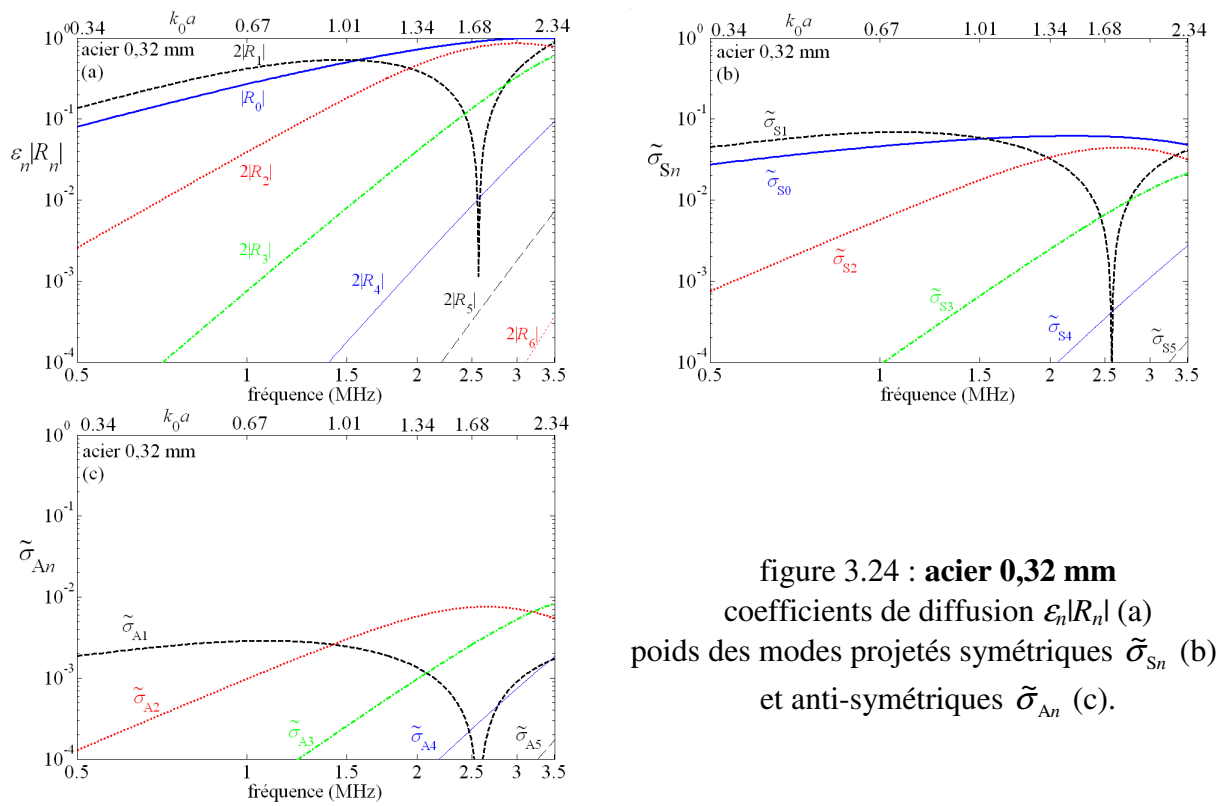 0.34 k₀a 0.67 1.01 1.34 1.68 2.34
10⁰
acier 0,32 mm
(a)
2|R₁|
|R₀|
10⁻¹
εₙ|Rₙ|
2|R₂|
10⁻²
2|R₃|
2|R₄|
10⁻³
2|R₅|
2|R₆|
10⁻⁴
0.5 1 1.5 2 2.5 3 3.5
fréquence (MHz)
0.34 k₀a 0.67 1.01 1.34 1.68 2.34
10⁰
acier 0,32 mm
(b)
10⁻¹
σ̃S1
σ̃Sn
σ̃S0
10⁻²
σ̃S2
10⁻³
σ̃S3
σ̃S4
σ̃S5
10⁻⁴
0.5 1 1.5 2 2.5 3 3.5
fréquence (MHz)
0.34 k₀a 0.67 1.01 1.34 1.68 2.34
10⁰
acier 0,32 mm
(c)
10⁻¹
σ̃An
10⁻²
σ̃A1
10⁻³
σ̃A2
σ̃A3 σ̃A4 σ̃A5
10⁻⁴
0.5 1 1.5 2 2.5 3 3.5
fréquence (MHz)
figure 3.24 : acier 0,32 mm
coefficients de diffusion εₙ|Rₙ| (a)
poids des modes projetés symétriques σ̃Sn (b)
et anti-symétriques σ̃An (c).